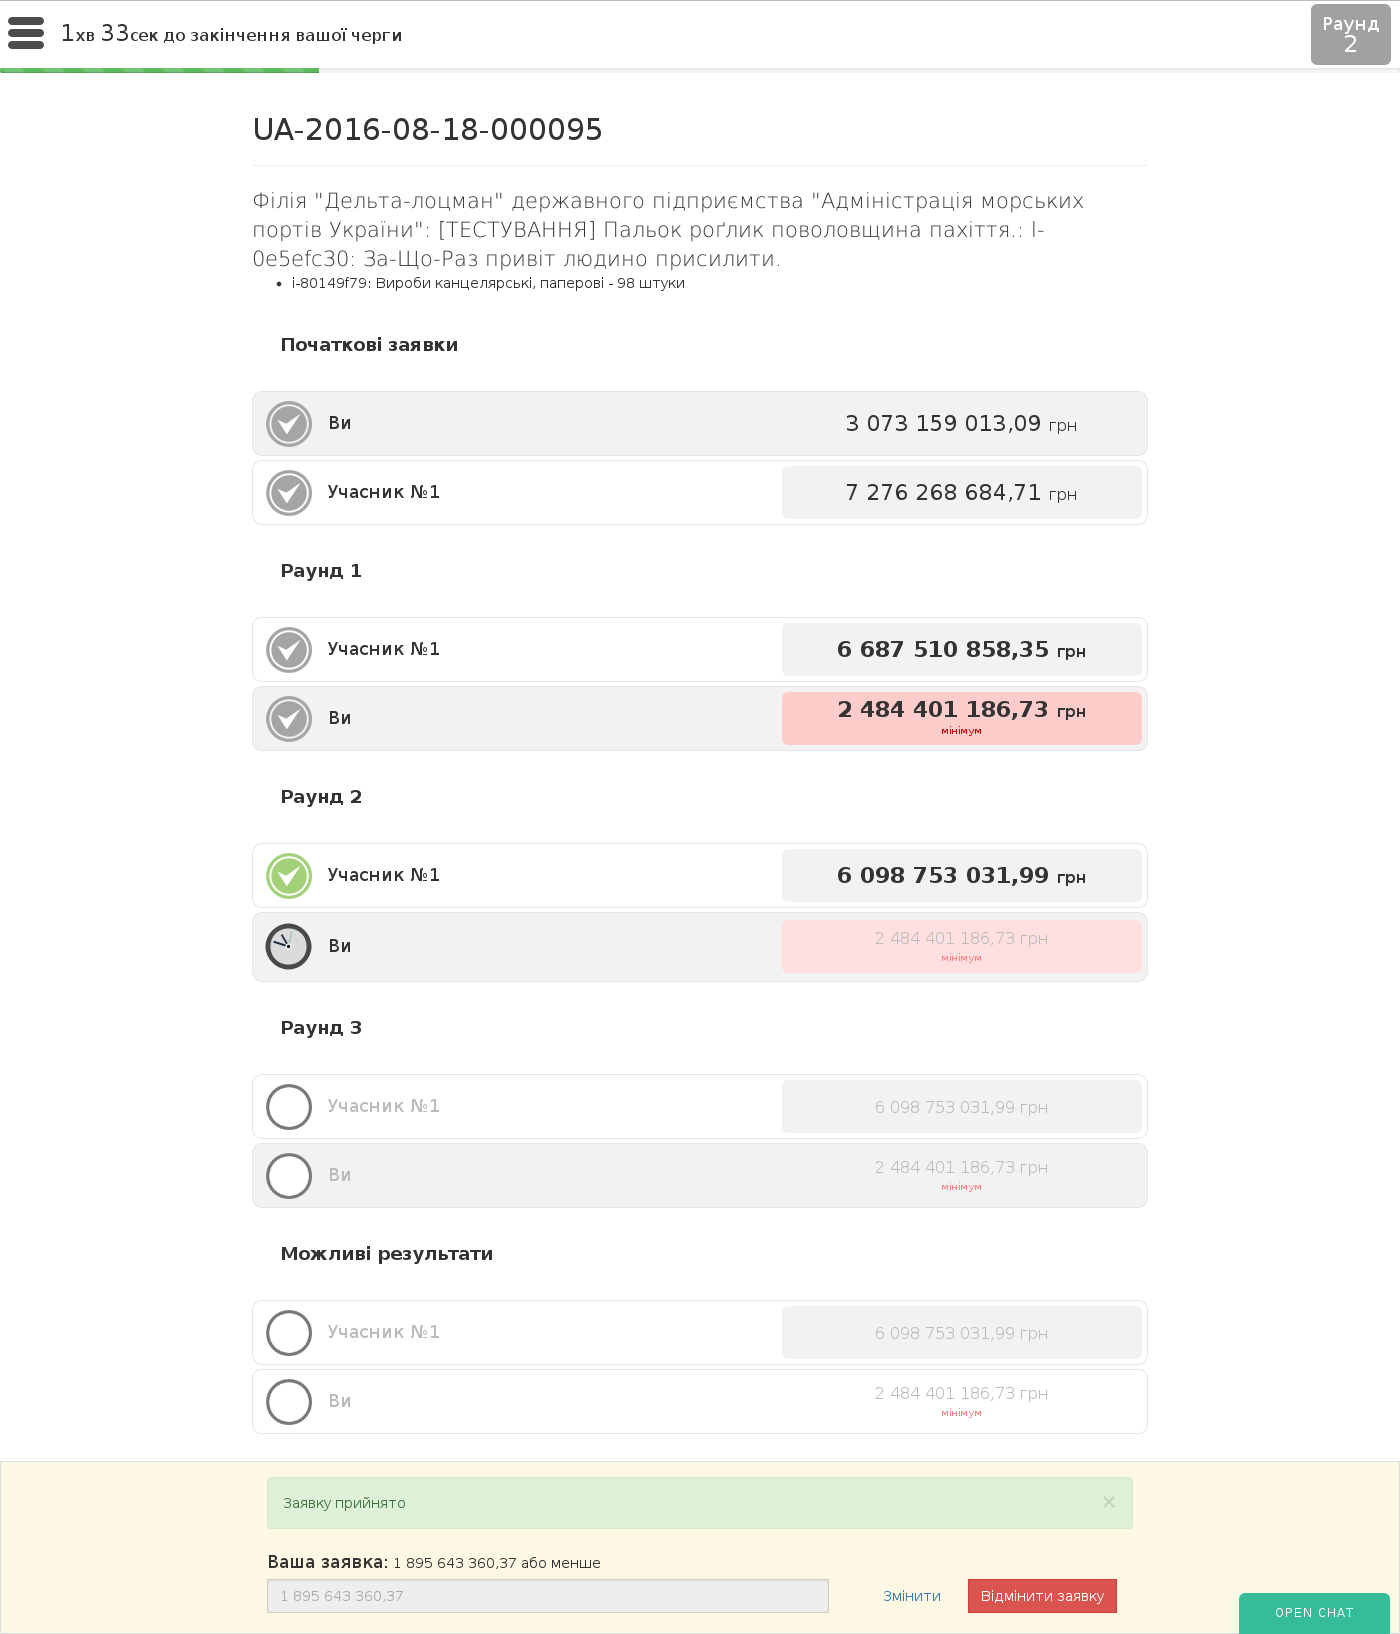 1хв 33сек до закінчення вашої черги
Раунд
2
UA-2016-08-18-000095
Філія "Дельта-лоцман" державного підприємства "Адміністрація морських
портів України": [ТЕСТУВАННЯ] Пальок роґлик поволовщина пахіття.: l-
0e5efc30: За-Що-Раз привіт людино присилити.
i-80149f79: Вироби канцелярські, паперові - 98 штуки
Початкові заявки
Ви
3 073 159 013,09 грн
Учасник №1
7 276 268 684,71 грн
Раунд 1
Учасник №1
6 687 510 858,35 грн
Ви
2 484 401 186,73 грн
мінімум
Раунд 2
Учасник №1
6 098 753 031,99 грн
Ви
2 484 401 186,73 грн
мінімум
Раунд 3
Учасник №1
6 098 753 031,99 грн
Ви
2 484 401 186,73 грн
мінімум
Можливі результати
Учасник №1
6 098 753 031,99 грн
Ви
2 484 401 186,73 грн
мінімум
Заявку прийнято
×
Ваша заявка: 1 895 643 360,37 або менше
1 895 643 360,37
Змінити
Відмінити заявку
OPEN CHAT